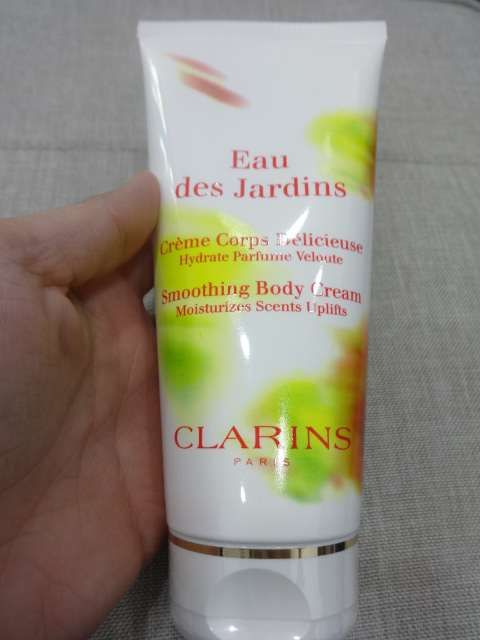 Eau
des Jardins
Crème Corps Délicieuse
Hydrate Parfume Veloute
Smoothing Body Cream
Moisturizes Scents Uplifts
CLARINS
PARIS